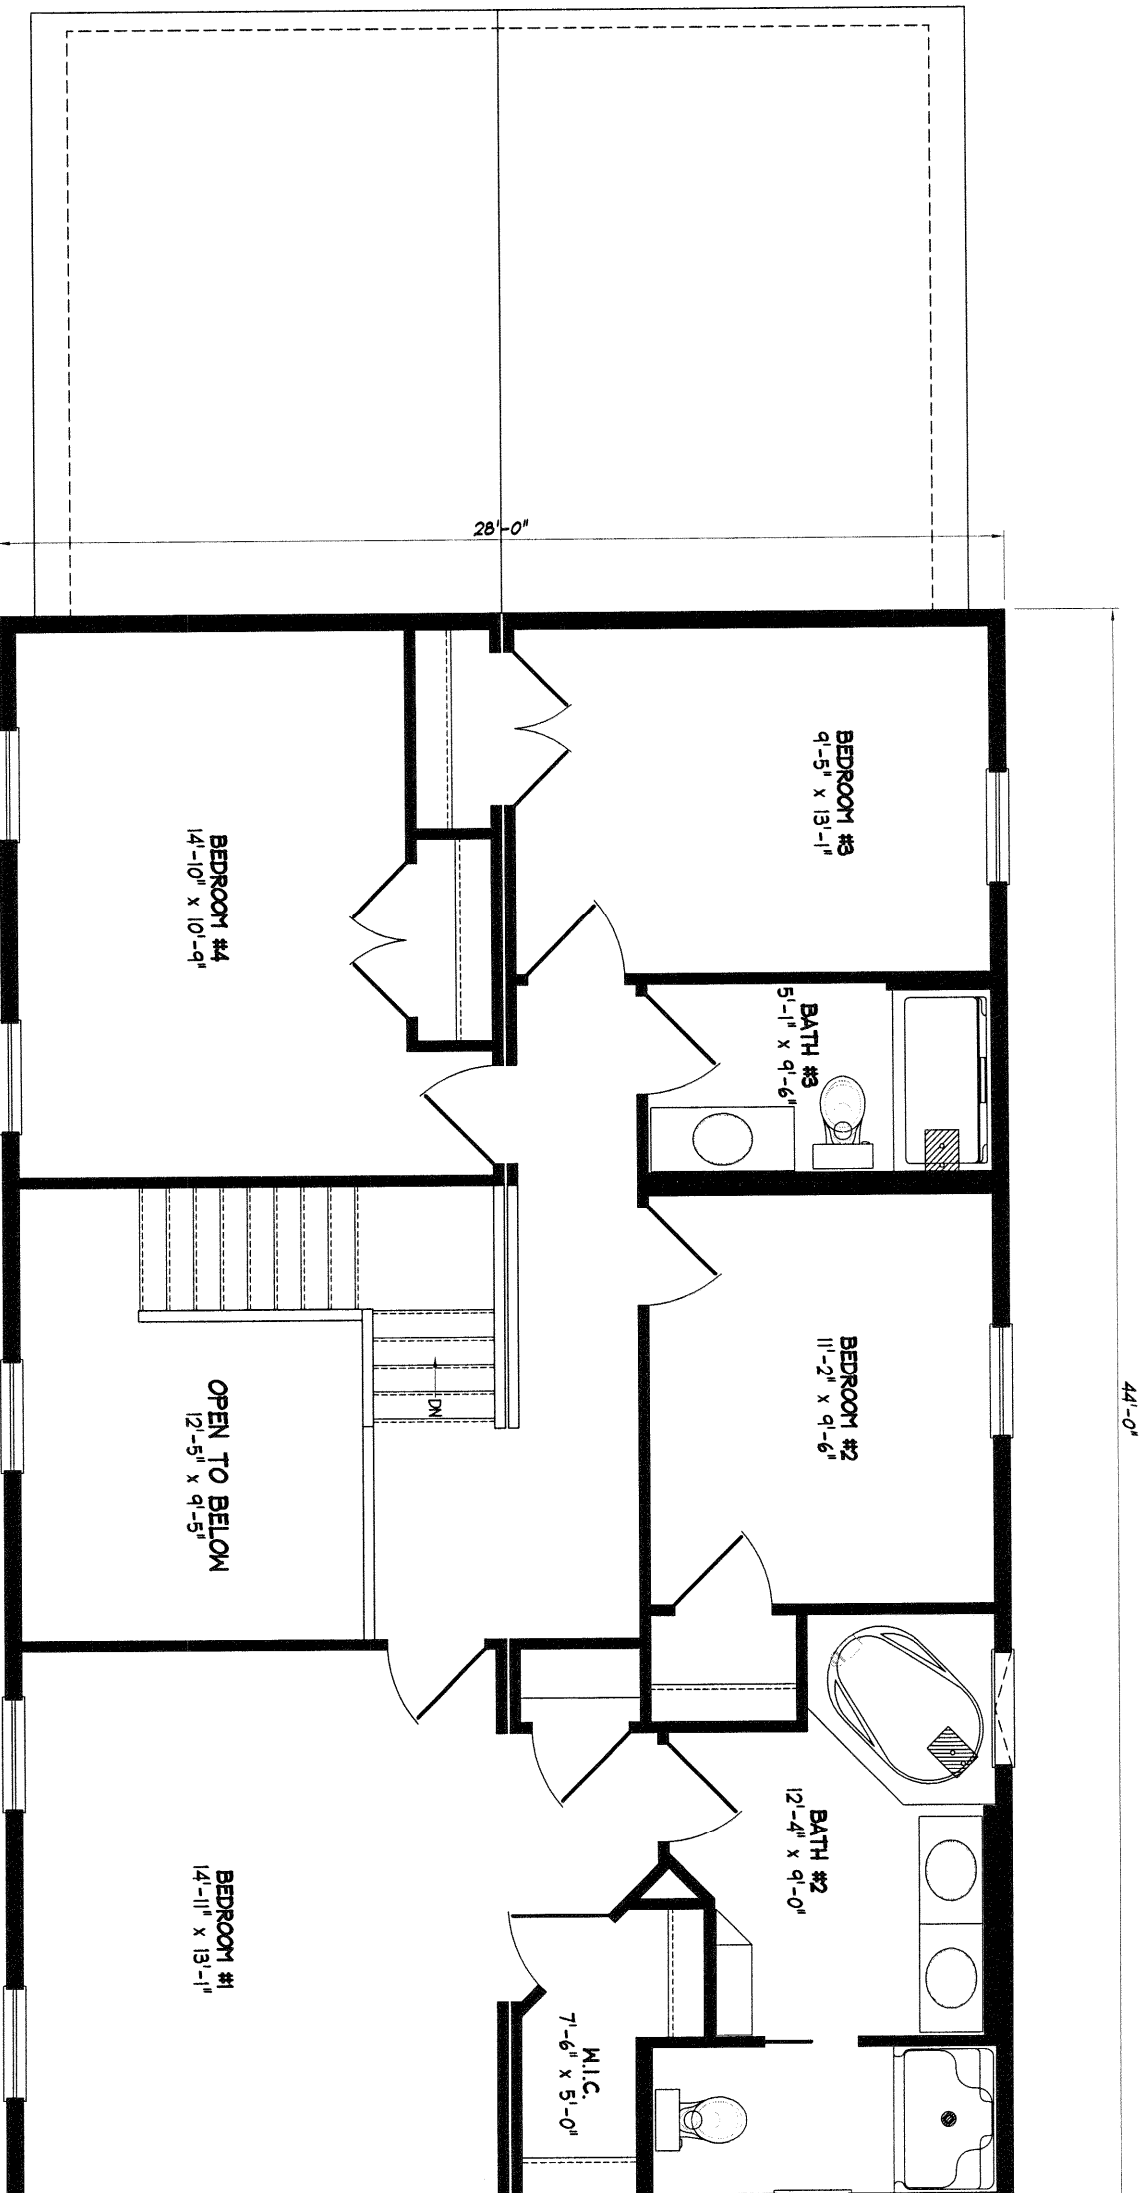 28'-0"
44'-0"
BEDROOM #3
9'-5" x 13'-1"
BEDROOM #4
14'-10" x 10'-9"
BATH #3
5'-1" x 9'-6"
BEDROOM #2
11'-2" x 9'-6"
DN
OPEN TO BELOW
12'-5" x 9'-5"
BATH #2
12'-4" x 9'-0"
BEDROOM #1
14'-11" x 13'-1"
W.I.C.
7'-6" x 5'-0"